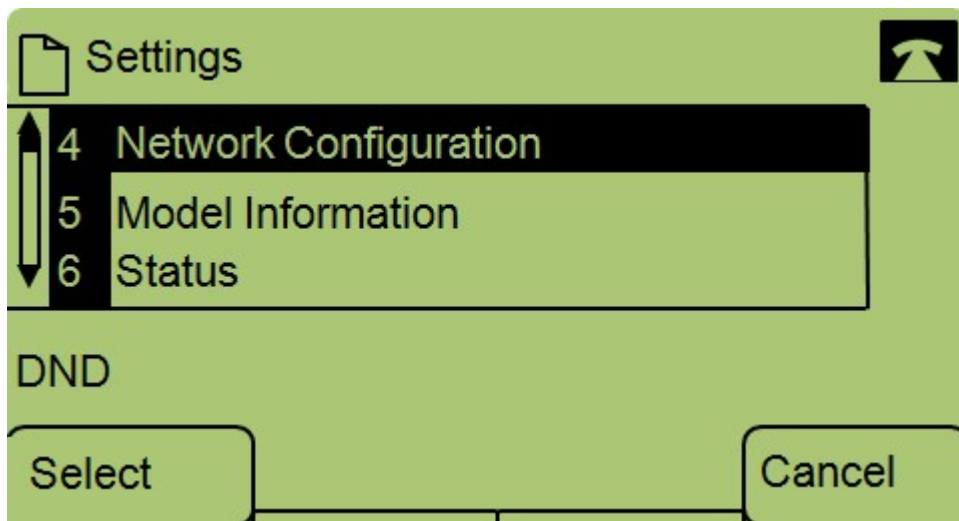 Settings
4 Network Configuration
5 Model Information
6 Status
DND
Select Cancel